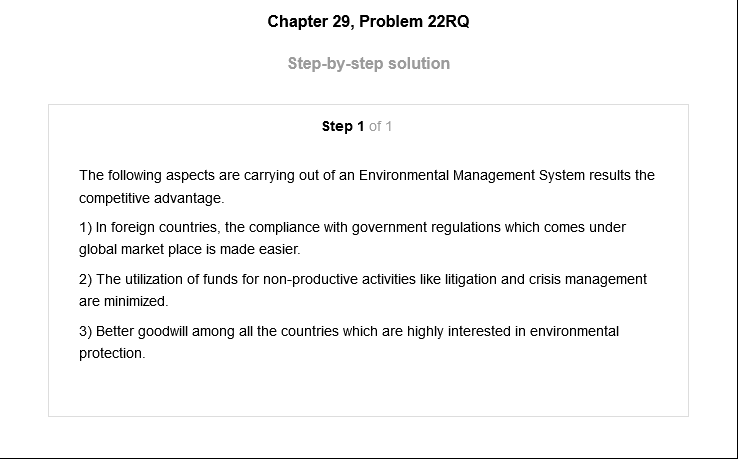 Chapter 29, Problem 22RQ
Step-by-step solution
Step 1 of 1
The following aspects are carrying out of an Environmental Management System results the
competitive advantage.
1) In foreign countries, the compliance with government regulations which comes under
global market place is made easier.
2) The utilization of funds for non-productive activities like litigation and crisis management
are minimized.
3) Better goodwill among all the countries which are highly interested in environmental
protection.